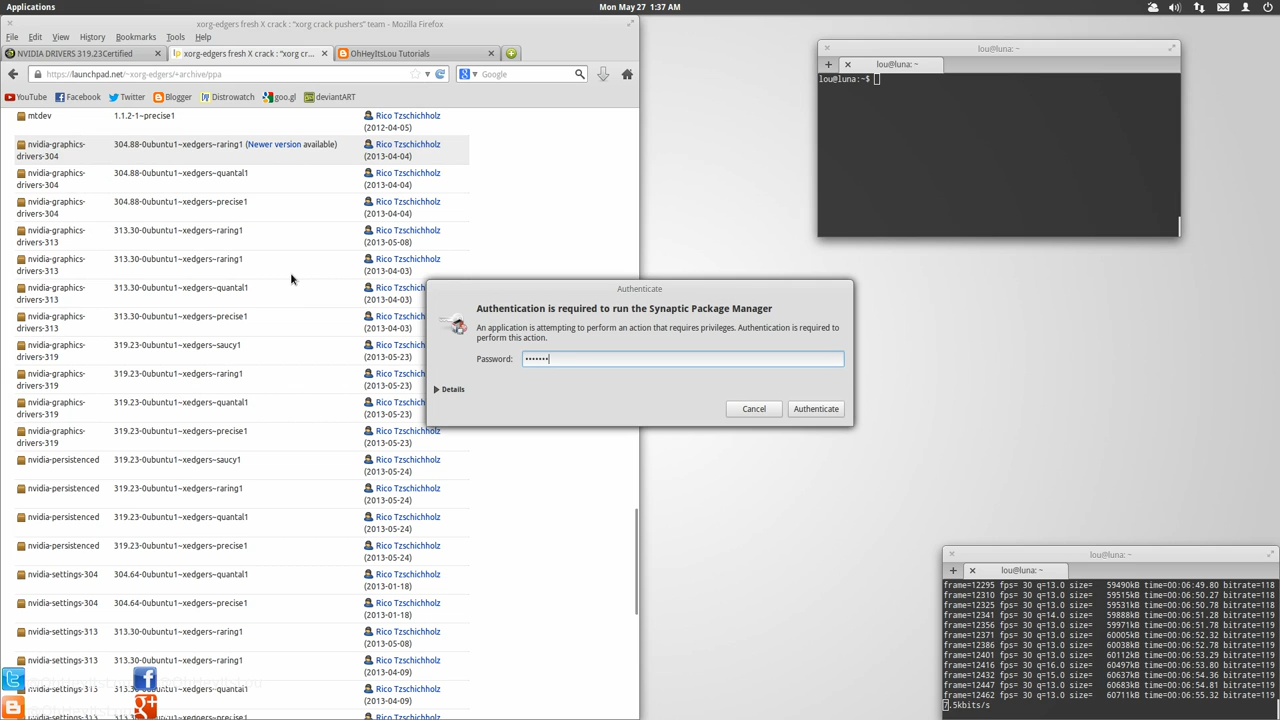 Applications
Mon May 27 1:37 AM
xorg-edgers fresh X crack : “xorg crack pushers” team - Mozilla Firefox
File Edit View History Bookmarks Tools Help
NVIDIA DRIVERS 319.23Certified
xorg-edgers fresh X crack : “xorg cr...
OhHeyItsLou Tutorials
https://launchpad.net/~xorg-edgers/+archive/ppa
Google
YouTube Facebook Twitter Blogger Distrowatch goo.gl deviantART
mtdev 1.1.2-1~precise1 Rico Tzschichholz
(2012-04-05)
nvidia-graphics- 304.88-0ubuntu1~xedgers~raring1 (Newer version available) Rico Tzschichholz
drivers-304 (2013-04-04)
nvidia-graphics- 304.88-0ubuntu1~xedgers~quantal1 Rico Tzschichholz
drivers-304 (2013-04-04)
nvidia-graphics- 304.88-0ubuntu1~xedgers~precise1 Rico Tzschichholz
drivers-304 (2013-04-04)
nvidia-graphics- 313.30-0ubuntu1~xedgers~raring1 Rico Tzschichholz
drivers-313 (2013-05-08)
nvidia-graphics- 313.30-0ubuntu1~xedgers~raring1 Rico Tzschichholz
drivers-313 (2013-04-03)
nvidia-graphics- 313.30-0ubuntu1~xedgers~quantal1
drivers-313 (2013-04-03)
nvidia-graphics- 313.30-0ubuntu1~xedgers~precise1
drivers-313 (2013-04-03)
nvidia-graphics- 319.23-0ubuntu1~xedgers~saucy1
drivers-319 (2013-05-23)
nvidia-graphics- 319.23-0ubuntu1~xedgers~raring1
drivers-319 (2013-05-23)
nvidia-graphics- 319.23-0ubuntu1~xedgers~quantal1
drivers-319 (2013-05-23)
nvidia-graphics- 319.23-0ubuntu1~xedgers~precise1 Rico Tzschichholz
drivers-319 (2013-05-23)
nvidia-persistenced 319.23-0ubuntu1~xedgers~saucy1 Rico Tzschichholz
(2013-05-24)
nvidia-persistenced 319.23-0ubuntu1~xedgers~raring1 Rico Tzschichholz
(2013-05-24)
nvidia-persistenced 319.23-0ubuntu1~xedgers~quantal1 Rico Tzschichholz
(2013-05-24)
nvidia-persistenced 319.23-0ubuntu1~xedgers~precise1 Rico Tzschichholz
(2013-05-24)
nvidia-settings-304 304.64-0ubuntu1~xedgers~quantal1 Rico Tzschichholz
(2013-01-18)
nvidia-settings-304 304.64-0ubuntu1~xedgers~precise1 Rico Tzschichholz
(2013-01-18)
nvidia-settings-313 313.30-0ubuntu1~xedgers~raring1 Rico Tzschichholz
(2013-05-08)
nvidia-settings-313 313.30-0ubuntu1~xedgers~raring1 Rico Tzschichholz
(2013-04-09)
nvidia-settings-313 313.30-0ubuntu1~xedgers~quantal1 Rico Tzschichholz
(2013-04-09)
Authenticate
Authentication is required to run the Synaptic Package Manager
An application is attempting to perform an action that requires privileges. Authentication is required to
perform this action.
Password: •••••••
Details
Cancel Authenticate
lou@luna: ~
lou@luna: ~
lou@luna:~$
lou@luna: ~
lou@luna: ~
frame=12295 fps= 30 q=13.0 size= 59490kB time=00:06:49.80 bitrate=118
frame=12310 fps= 30 q=13.0 size= 59515kB time=00:06:50.27 bitrate=118
frame=12325 fps= 30 q=13.0 size= 59531kB time=00:06:50.78 bitrate=118
frame=12341 fps= 30 q=14.0 size= 59888kB time=00:06:51.28 bitrate=119
frame=12356 fps= 30 q=13.0 size= 59971kB time=00:06:51.78 bitrate=119
frame=12371 fps= 30 q=13.0 size= 60005kB time=00:06:52.32 bitrate=119
frame=12386 fps= 30 q=13.0 size= 60038kB time=00:06:52.78 bitrate=119
frame=12401 fps= 30 q=13.0 size= 60112kB time=00:06:53.29 bitrate=119
frame=12416 fps= 30 q=16.0 size= 60497kB time=00:06:53.80 bitrate=119
frame=12432 fps= 30 q=15.0 size= 60637kB time=00:06:54.36 bitrate=119
frame=12447 fps= 30 q=13.0 size= 60683kB time=00:06:54.81 bitrate=119
frame=12462 fps= 30 q=13.0 size= 60711kB time=00:06:55.32 bitrate=119
7.5kbits/s